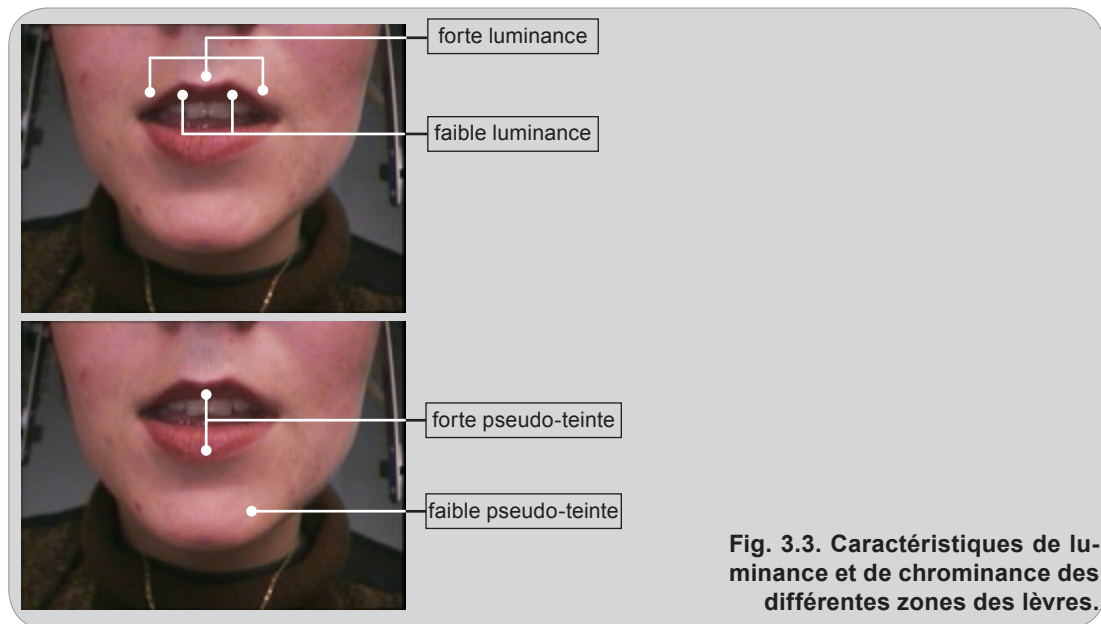 forte luminance
faible luminance
forte pseudo-teinte
faible pseudo-teinte
Fig. 3.3. Caractéristiques de lu-
minance et de chrominance des
différentes zones des lèvres.